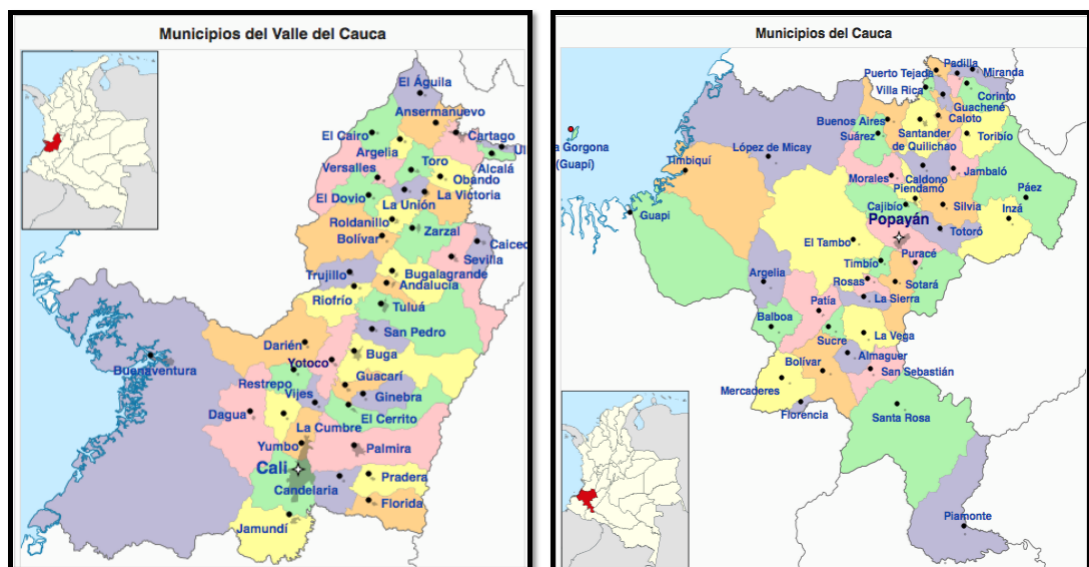 Municipios del Valle del Cauca
El Águila
Ansermanuevo
El Cairo
Cartago
Argelia
Alcalá
Versalles
Toro
Obando
El Dovio
La Victoria
La Unión
Roldanillo
Zarzal
Bolívar
Caiced
Sevilla
Trujillo
Bugalagrande
Andalucía
Riofrío
Tuluá
San Pedro
Darién
Buga
Yotoco
Buenaventura
Guacarí
Restrepo
Vijes
Ginebra
Dagua
El Cerrito
La Cumbre
Yumbo
Palmira
Cali
Pradera
Candelaria
Florida
Jamundí
Municipios del Cauca
Padilla
Puerto Tejada
Miranda
Villa Rica
Corinto
Guachené
Buenos Aires
Caloto
Suárez
Santander
de Quilichao
Toribío
a Gorgona
(Guapí)
Timbiquí
López de Micay
Morales
Caldono
Jambaló
Piendamó
Páez
Cajibío
Silvia
Inzá
Guapi
Popayán
Totoró
El Tambo
Timbío
Puracé
Argelia
Rosas
Sotará
La Sierra
Patía
Balboa
Sucre
La Vega
Bolívar
Almaguer
San Sebastián
Mercaderes
Florencia
Santa Rosa
Piamonte